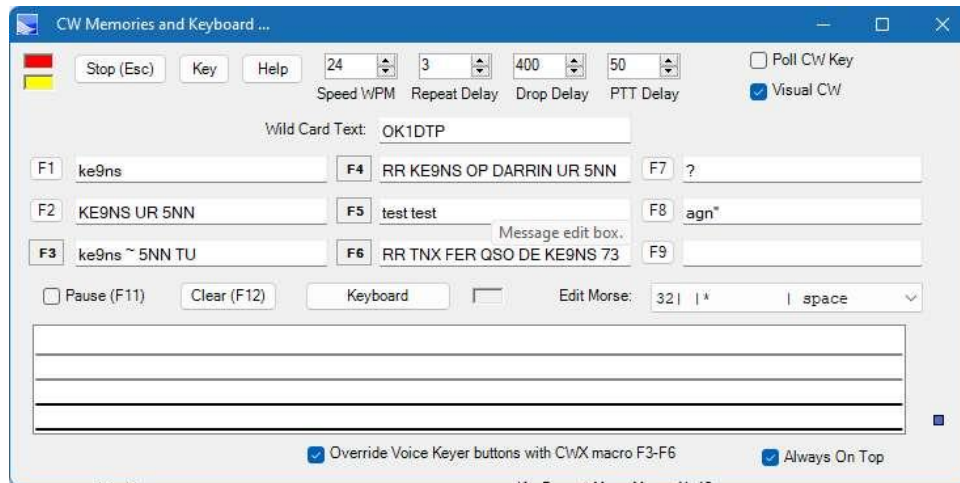 CW Memories and Keyboard ...
Stop (Esc) Key Help 24 3 400 50 Poll CW Key
Speed WPM Repeat Delay Drop Delay PTT Delay Visual CW
Wild Card Text: OK1DTP
F1 ke9ns F4 RR KE9NS OP DARRIN UR 5NN F7 ?
F2 KE9NS UR 5NN F5 test test F8 agn"
Message edit box.
F3 ke9ns ~ 5NN TU F6 RR TNX FER QSO DE KE9NS 73 F9
Pause (F11) Clear (F12) Keyboard Edit Morse: 32| |* | space
Override Voice Keyer buttons with CWX macro F3-F6 Always On Top